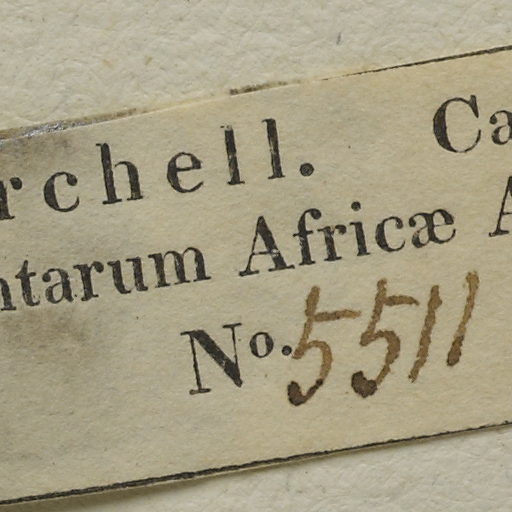 rchell. Ca
ntarum Africæ A
No. 5511